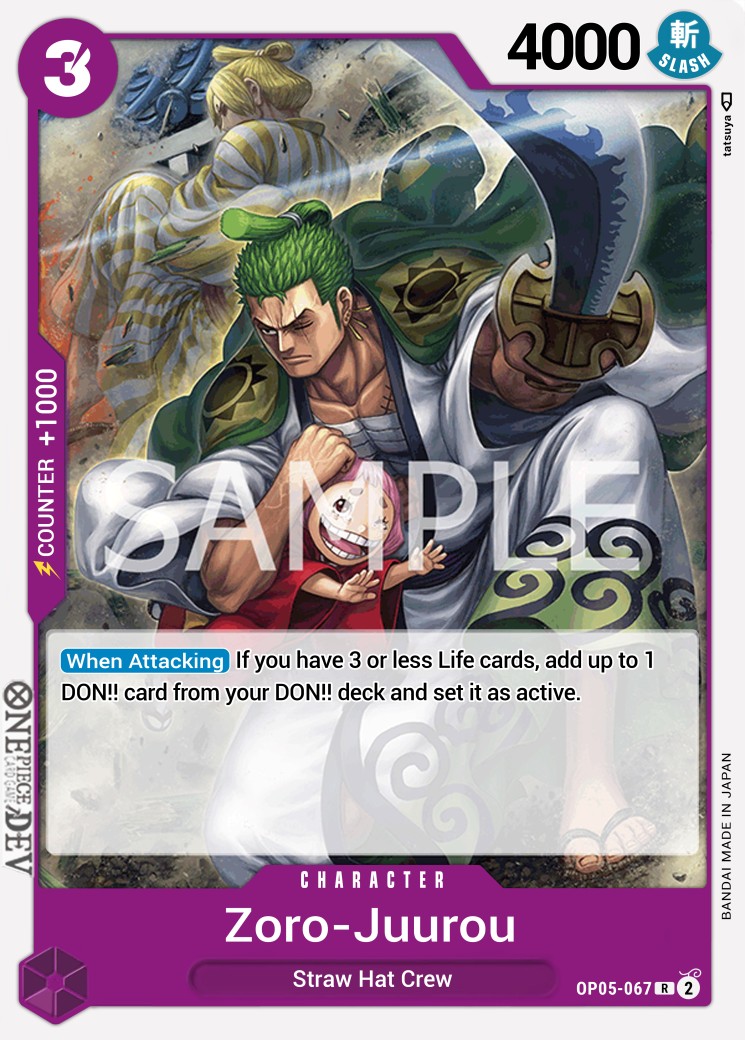 3
4000
斬
SLASH
tatsuya
COUNTER +1000
SAMPLE
When Attacking If you have 3 or less Life cards, add up to 1
DON!! card from your DON!! deck and set it as active.
ONE PIECE
CARD GAME
DEV
BANDAI MADE IN JAPAN
CHARACTER
Zoro-Juurou
Straw Hat Crew
OP05-067 R 2